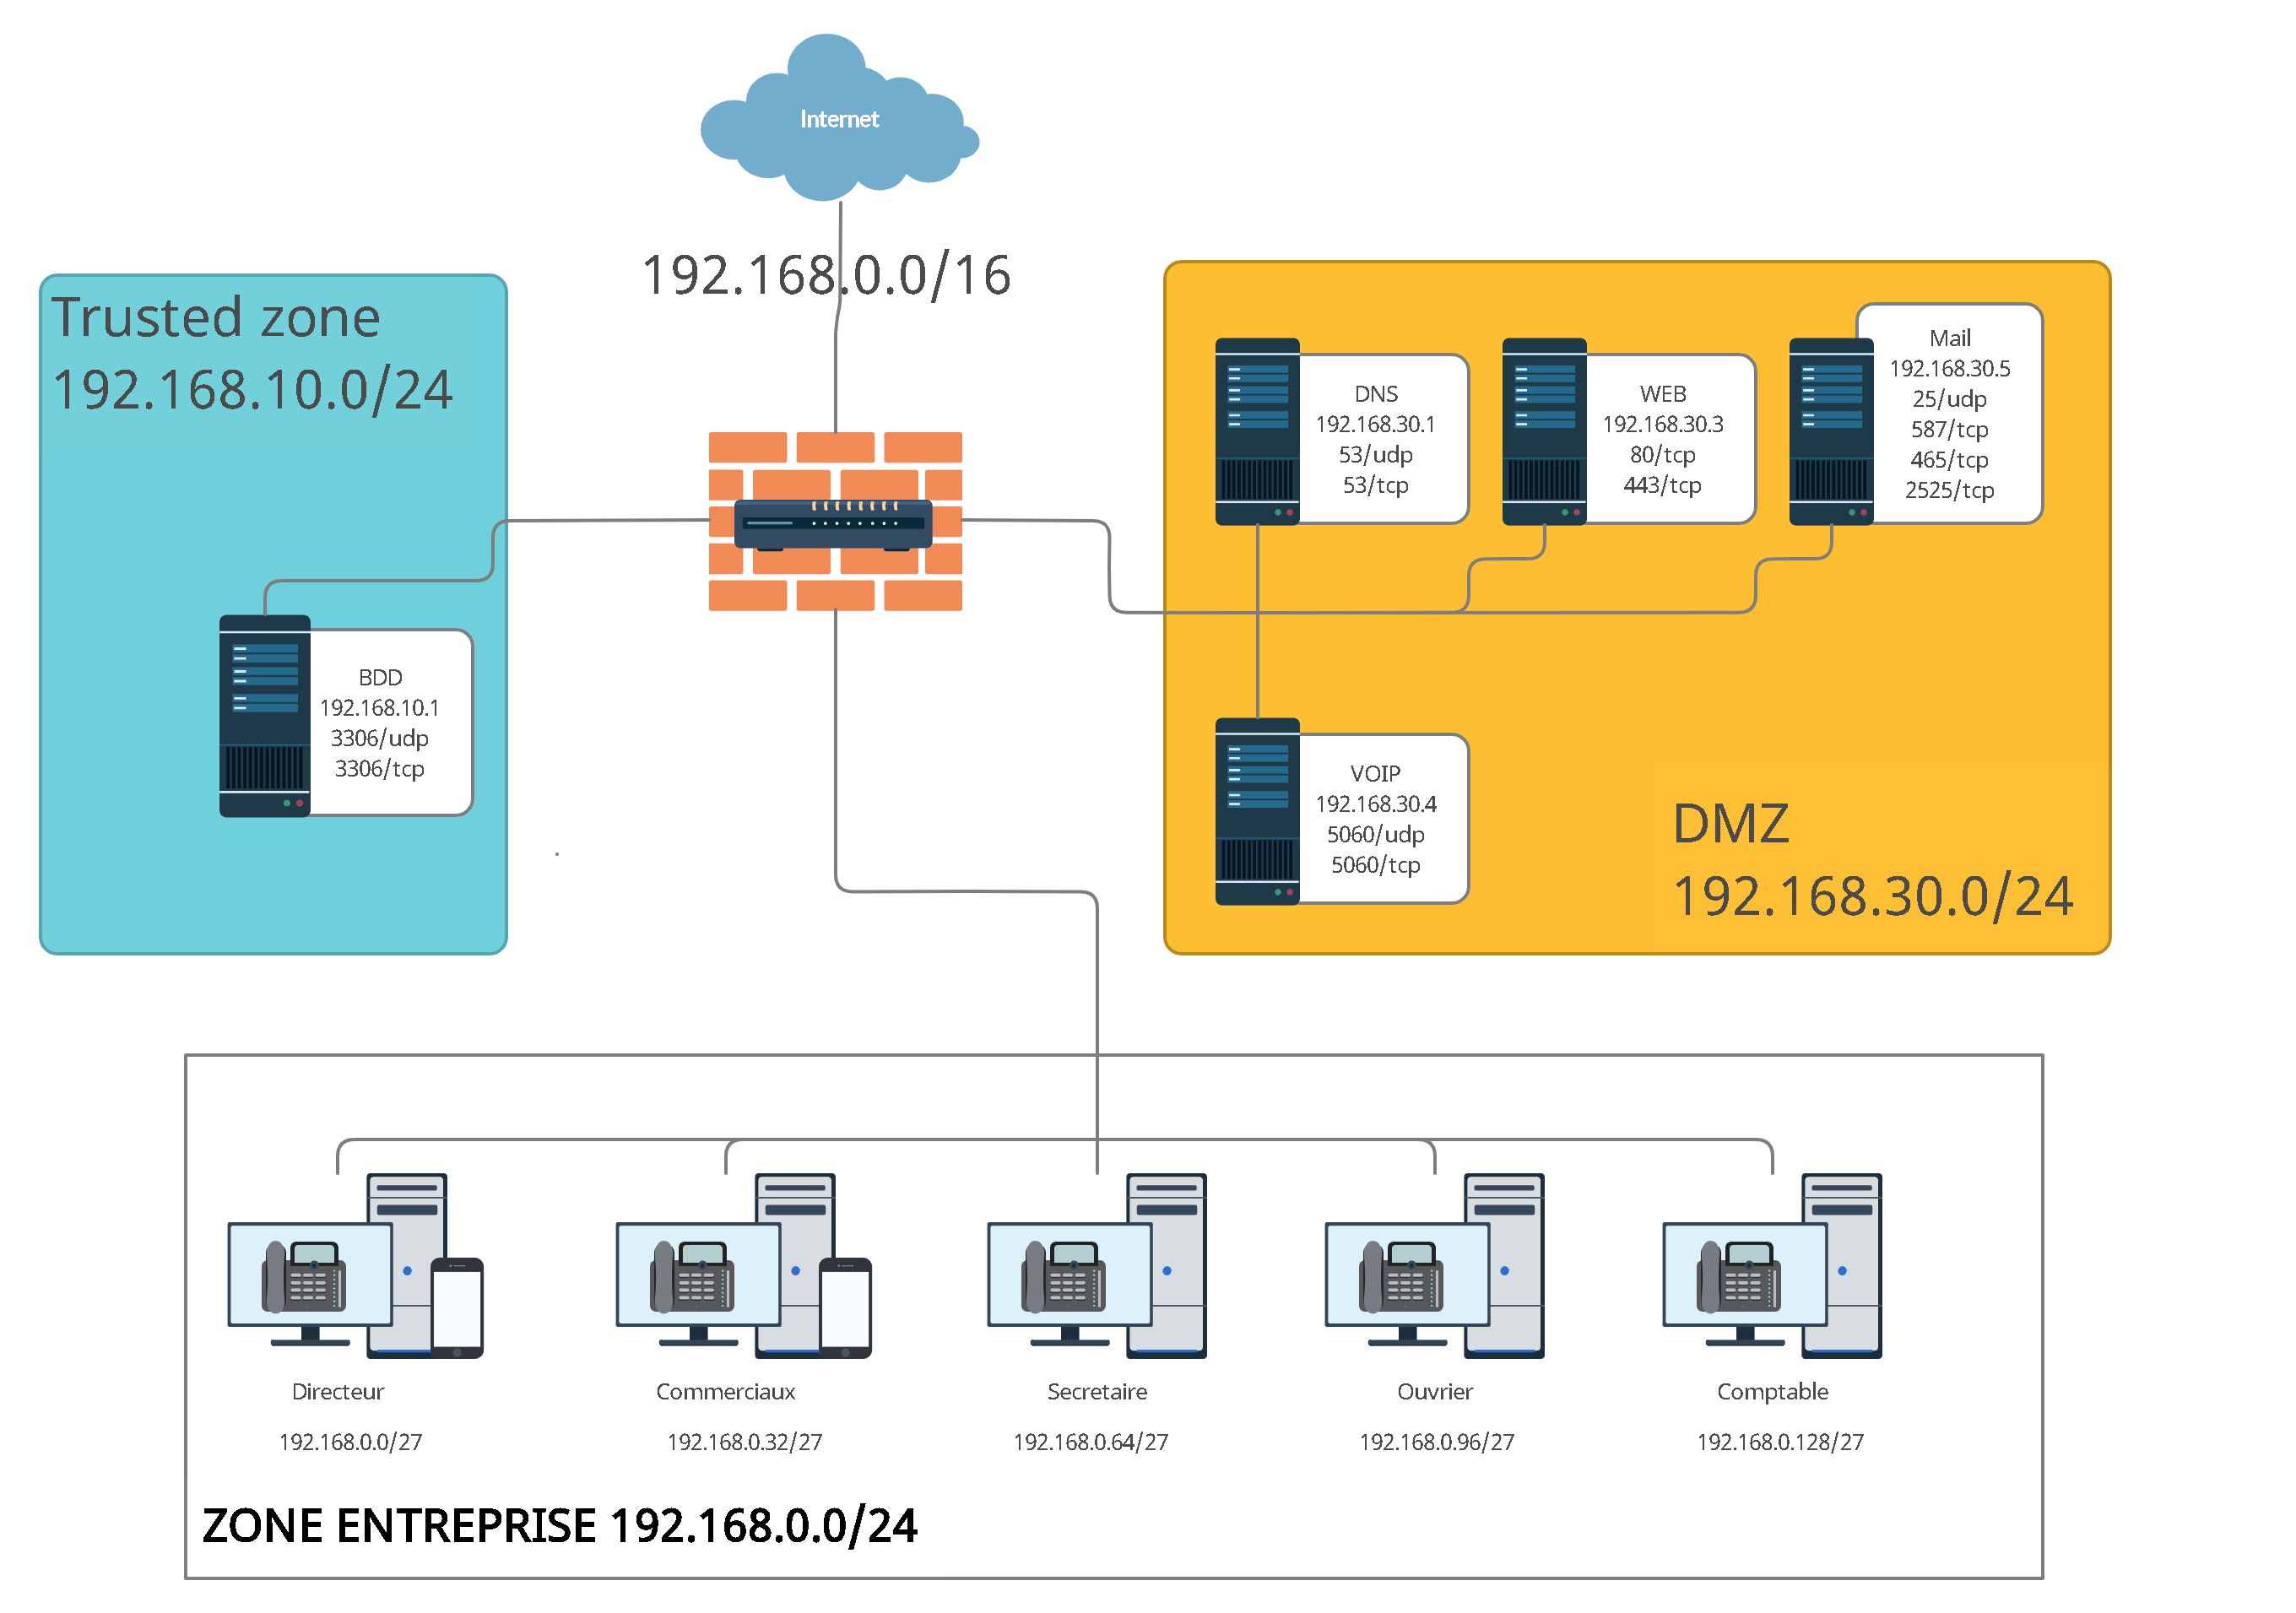 Internet
192.168.0.0/16
Trusted zone
192.168.10.0/24
BDD
192.168.10.1
3306/udp
3306/tcp
DNS
192.168.30.1
53/udp
53/tcp
WEB
192.168.30.3
80/tcp
443/tcp
Mail
192.168.30.5
25/udp
587/tcp
465/tcp
2525/tcp
VOIP
192.168.30.4
5060/udp
5060/tcp
DMZ
192.168.30.0/24
Directeur
192.168.0.0/27
Commerciaux
192.168.0.32/27
Secretaire
192.168.0.64/27
Ouvrier
192.168.0.96/27
Comptable
192.168.0.128/27
ZONE ENTREPRISE 192.168.0.0/24